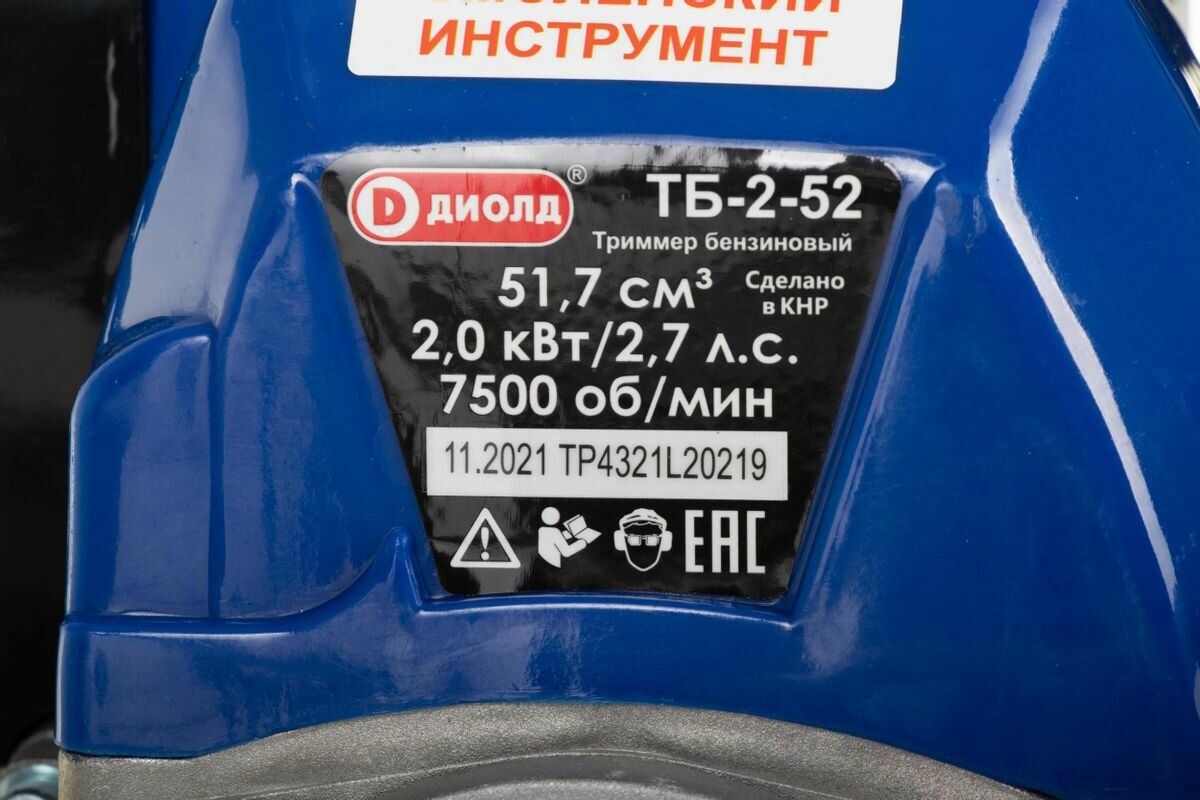 ИНСТРУМЕНТ
D ДИОЛД ®
ТБ-2-52
Триммер бензиновый
51,7 см³
Сделано
в КНР
2,0 кВт/2,7 л.с.
7500 об/мин
11.2021 TP4321L20219
EAC